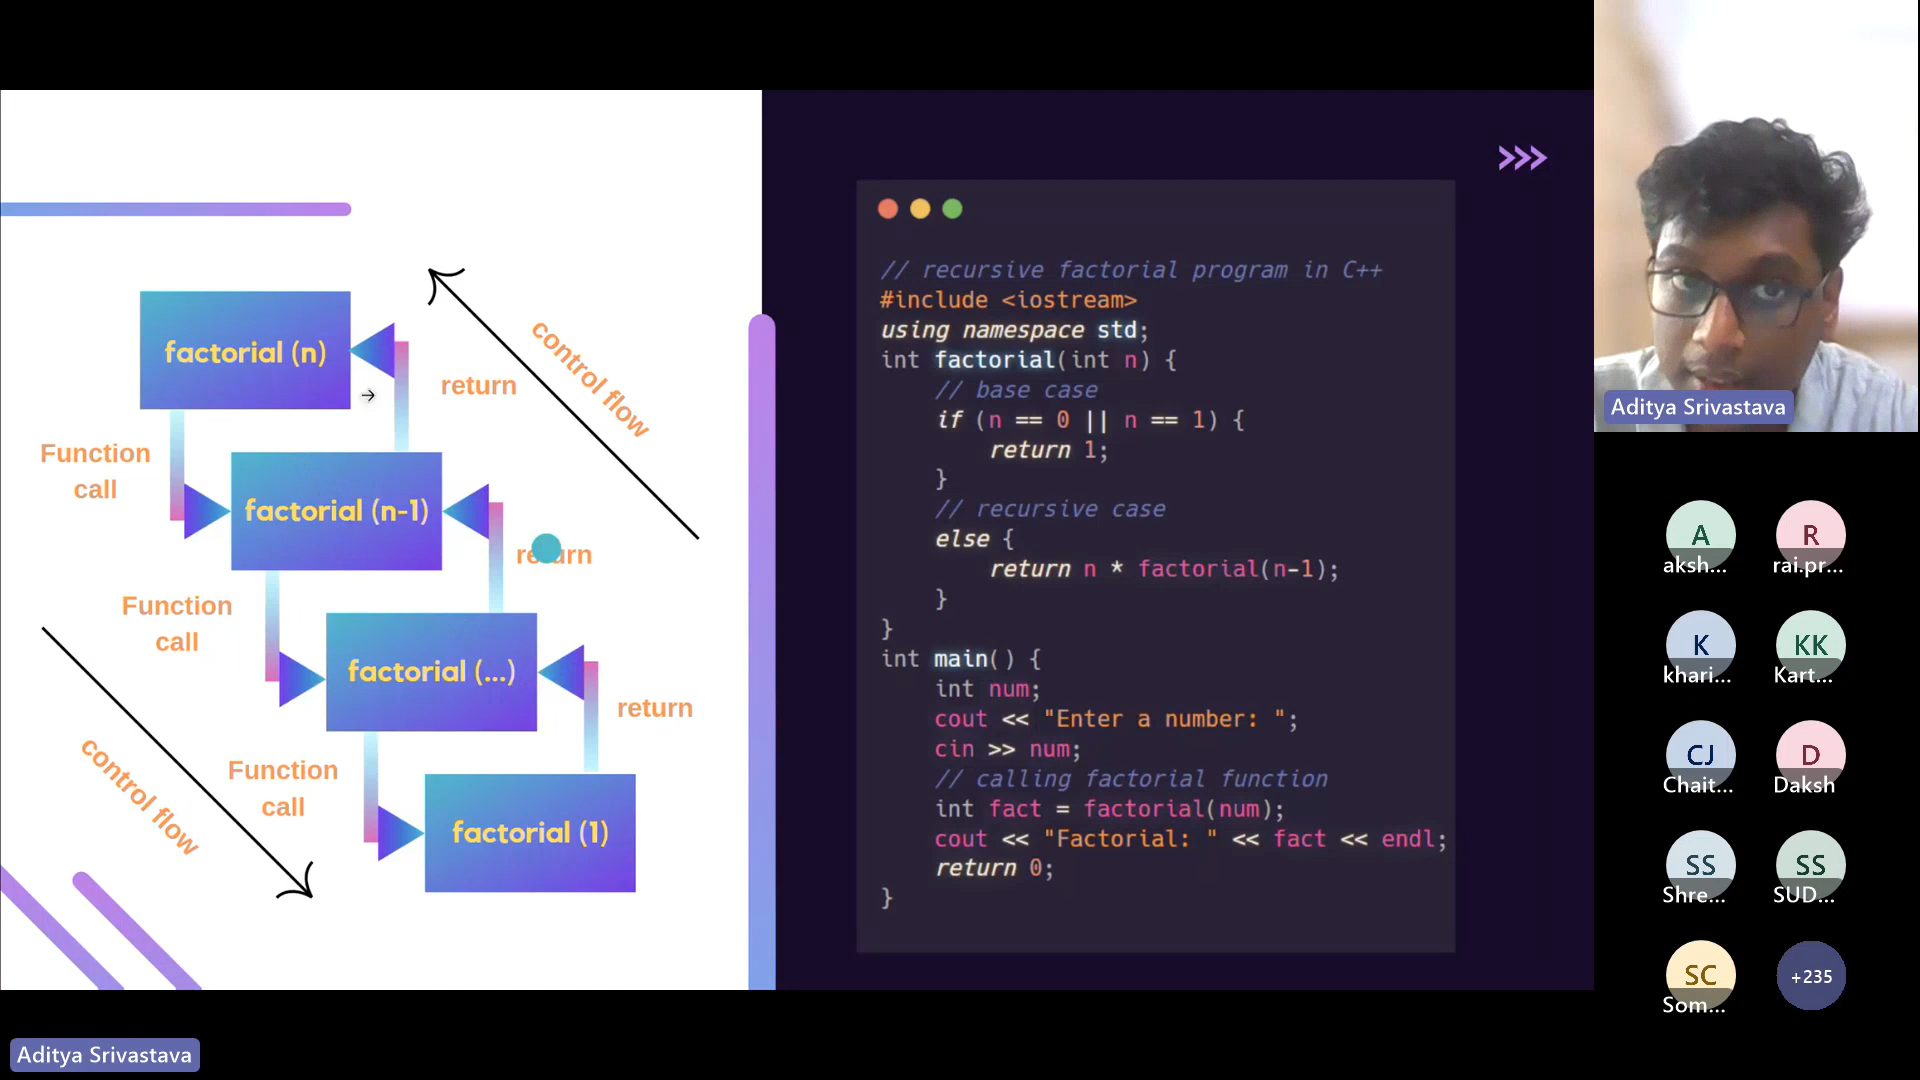 factorial (n)
return
control flow
Function
call
factorial (n-1)
return
Function
call
factorial (...)
return
control flow
Function
call
factorial (1)
>>>
// recursive factorial program in C++
#include <iostream>
using namespace std;
int factorial(int n) {
    // base case
    if (n == 0 || n == 1) {
        return 1;
    }
    // recursive case
    else {
        return n * factorial(n-1);
    }
}
int main() {
    int num;
    cout << "Enter a number: ";
    cin >> num;
    // calling factorial function
    int fact = factorial(num);
    cout << "Factorial: " << fact << endl;
    return 0;
}
Aditya Srivastava
A
aksh...
R
rai.pr...
K
khari...
KK
Kart...
CJ
Chait...
D
Daksh
SS
Shre...
SS
SUD...
SC
Som...
+235
Aditya Srivastava